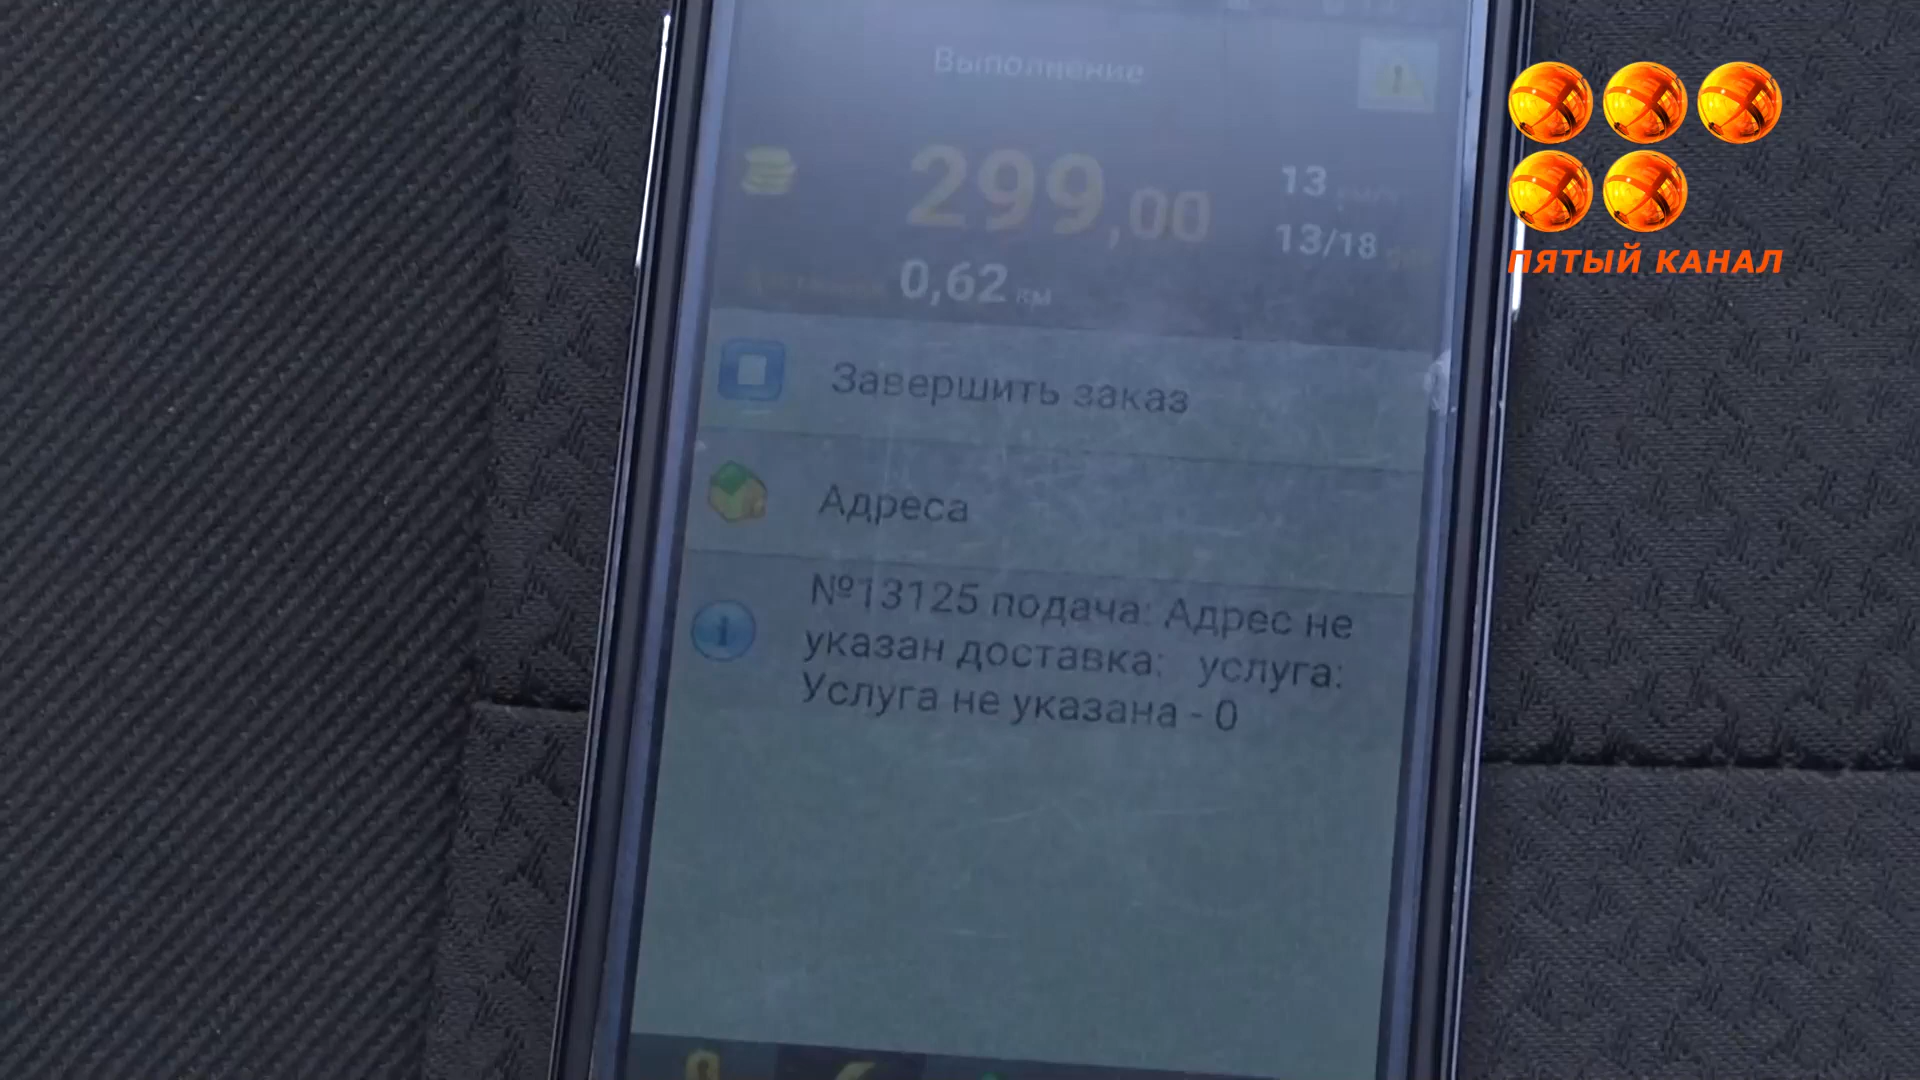 Выполнение
299,00
13
13/18
0,62 км
Завершить заказ
Адреса
№13125 подача: Адрес не
указан доставка: услуга:
Услуга не указана - 0
ПЯТЫЙ КАНАЛ